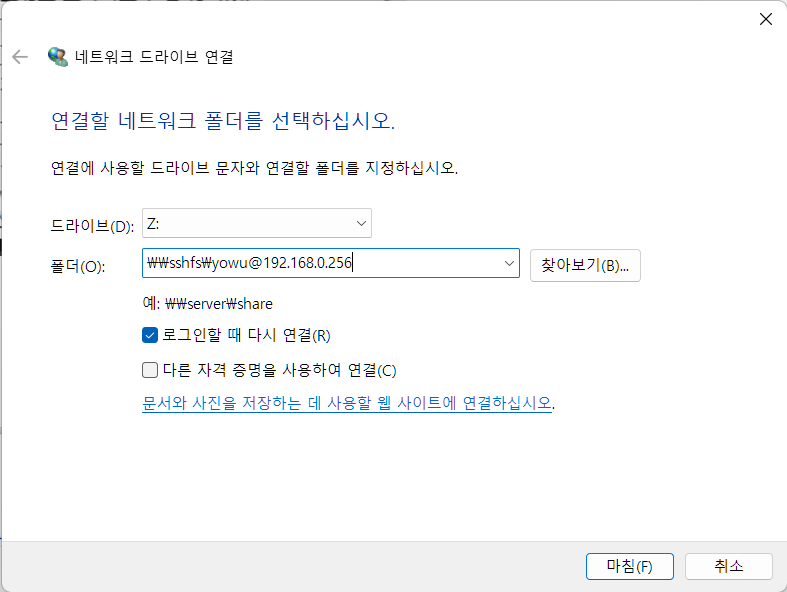 네트워크 드라이브 연결
연결할 네트워크 폴더를 선택하십시오.
연결에 사용할 드라이브 문자와 연결할 폴더를 지정하십시오.
드라이브(D): Z:
폴더(O): ₩₩sshfs₩yowu@192.168.0.256 찾아보기(B)...
예: ₩₩server₩share
로그인할 때 다시 연결(R)
다른 자격 증명을 사용하여 연결(C)
문서와 사진을 저장하는 데 사용할 웹 사이트에 연결하십시오.
마침(F) 취소